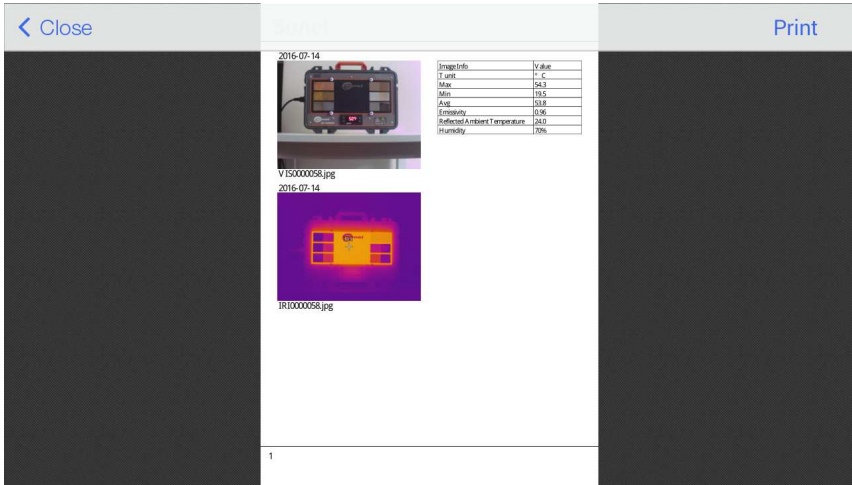 Close
Print
2016-07-14
VIS0000058.jpg
2016-07-14
IRI0000058.jpg
Image Info Value
T unit ° C
Max 54.3
Min 19.5
Avg 53.8
Emissivity 0.96
Reflected Ambient Temperature 24.0
Humidity 70%
1